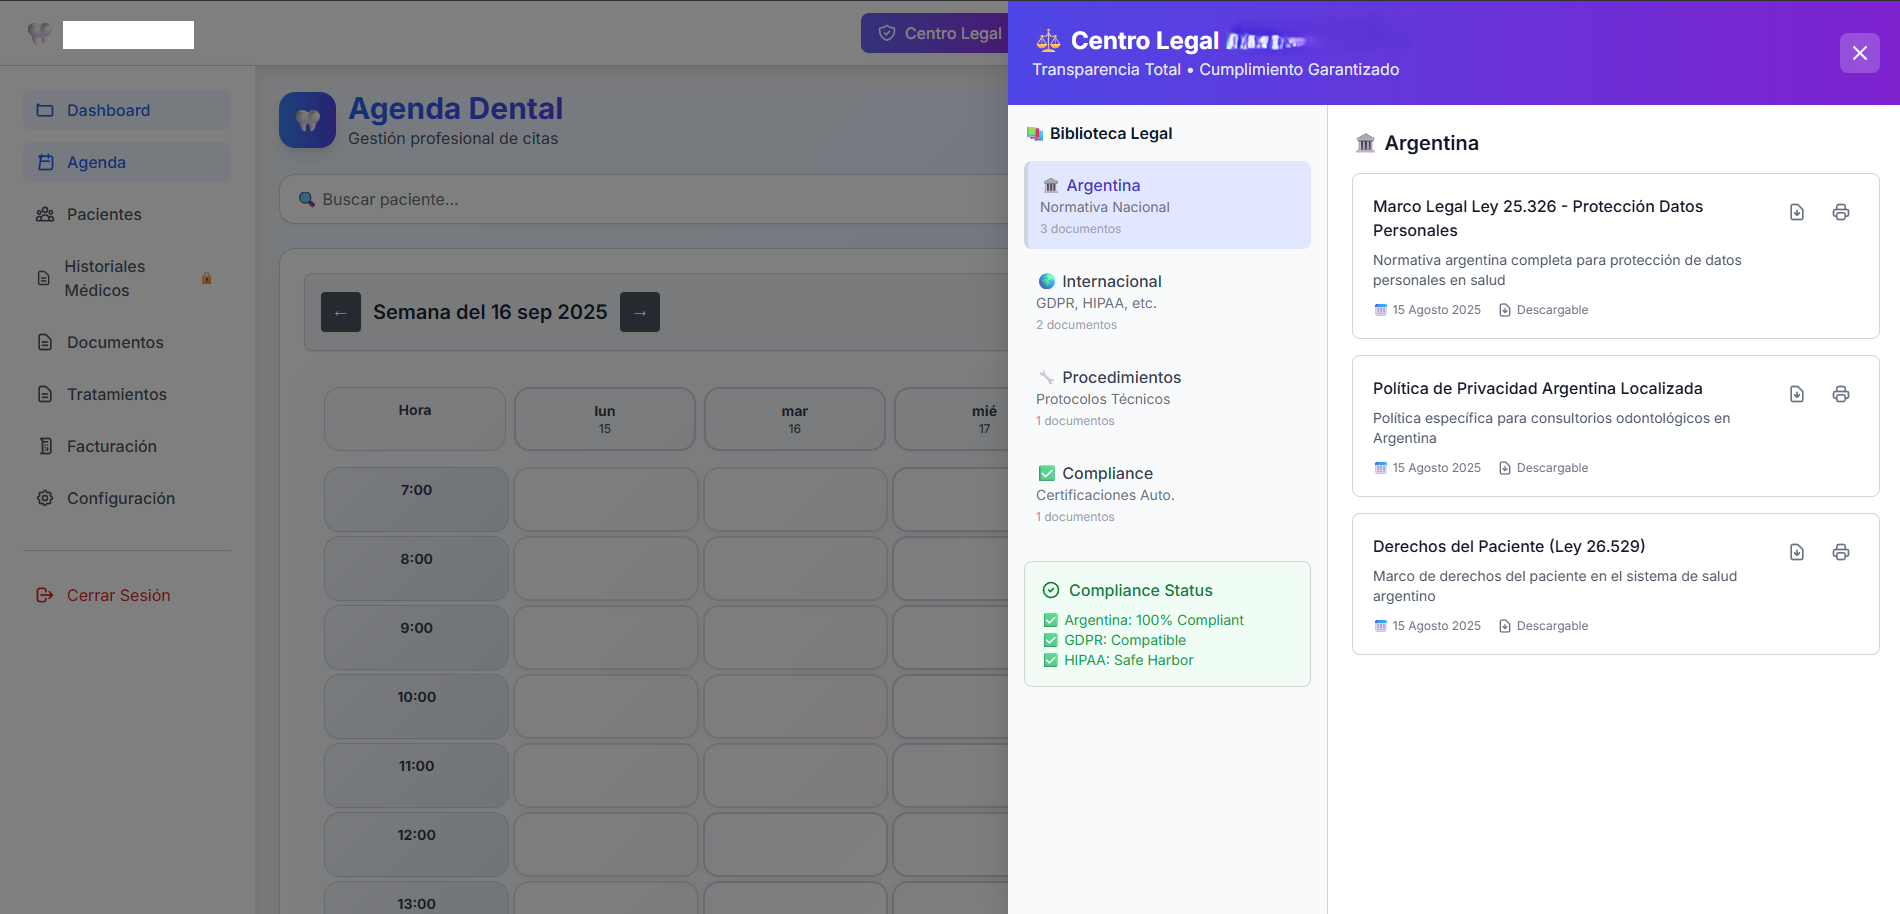 Centro Legal
Dashboard
Agenda
Pacientes
Historiales
Médicos
Documentos
Tratamientos
Facturación
Configuración
Cerrar Sesión
Agenda Dental
Gestión profesional de citas
Buscar paciente...
←
Semana del 16 sep 2025
→
Hora
lun
15
mar
16
mié
17
7:00
8:00
9:00
10:00
11:00
12:00
13:00
Centro Legal
Transparencia Total • Cumplimiento Garantizado
Biblioteca Legal
Argentina
Normativa Nacional
3 documentos
Internacional
GDPR, HIPAA, etc.
2 documentos
Procedimientos
Protocolos Técnicos
1 documentos
Compliance
Certificaciones Auto.
1 documentos
Compliance Status
Argentina: 100% Compliant
GDPR: Compatible
HIPAA: Safe Harbor
Argentina
Marco Legal Ley 25.326 - Protección Datos
Personales
Normativa argentina completa para protección de datos
personales en salud
15 Agosto 2025 Descargable
Política de Privacidad Argentina Localizada
Política específica para consultorios odontológicos en
Argentina
15 Agosto 2025 Descargable
Derechos del Paciente (Ley 26.529)
Marco de derechos del paciente en el sistema de salud
argentino
15 Agosto 2025 Descargable